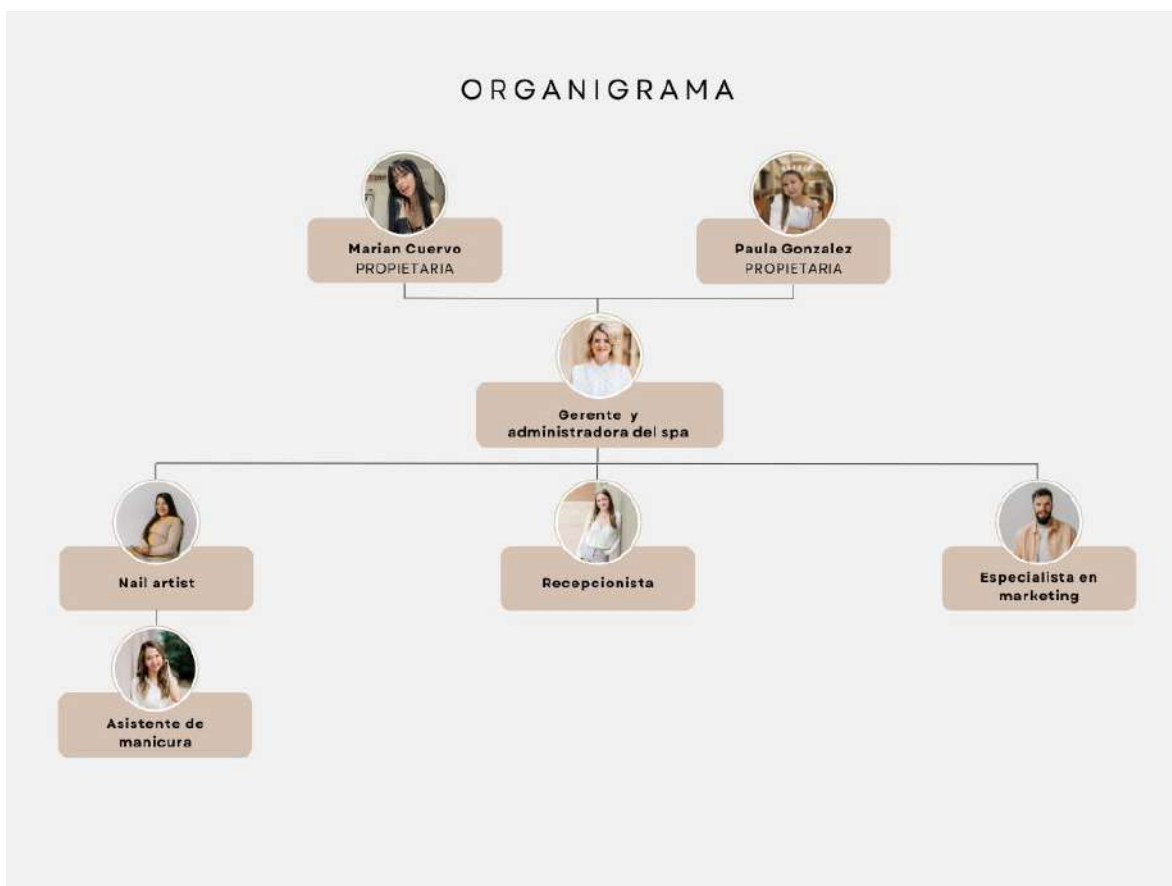 ORGANIGRAMA
Marian Cuervo
PROPIETARIA
Paula Gonzalez
PROPIETARIA
Gerente y
administradora del spa
Nail artist
Recepcionista
Especialista en
marketing
Asistente de
manicura